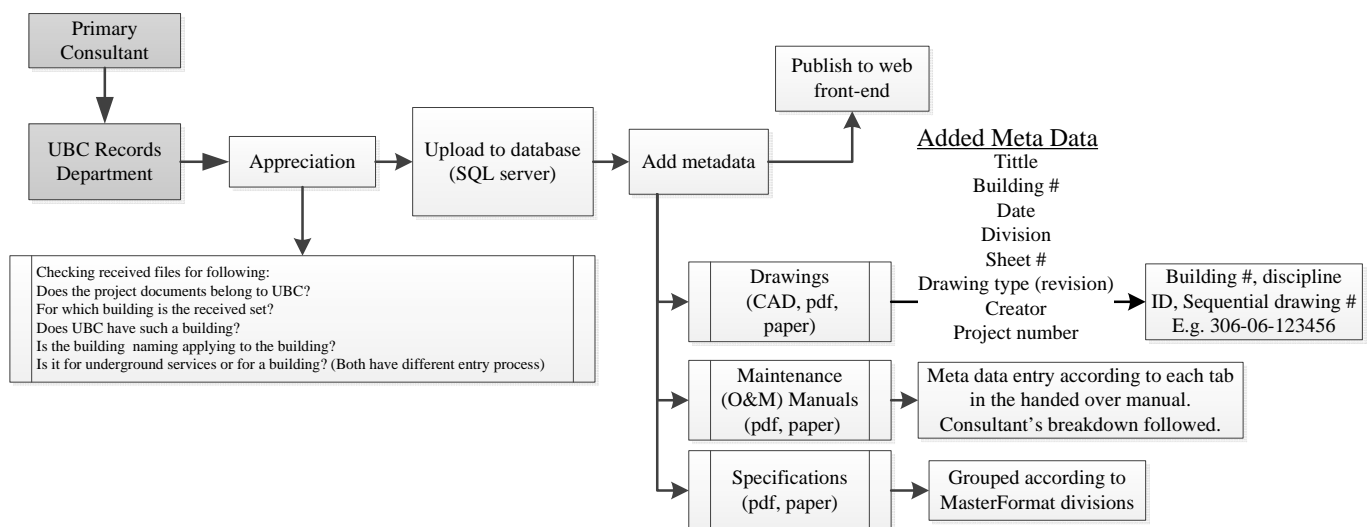 Primary
Consultant
UBC Records
Department
Appreciation
Upload to database
(SQL server)
Add metadata
Publish to web
front-end
Checking received files for following:
Does the project documents belong to UBC?
For which building is the received set?
Does UBC have such a building?
Is the building naming applying to the building?
Is it for underground services or for a building? (Both have different entry process)
Added Meta Data
Tittle
Building #
Date
Division
Sheet #
Drawing type (revision)
Creator
Project number
Drawings
(CAD, pdf,
paper)
Building #, discipline
ID, Sequential drawing #
E.g. 306-06-123456
Maintenance
(O&M) Manuals
(pdf, paper)
Meta data entry according to each tab
in the handed over manual.
Consultant’s breakdown followed.
Specifications
(pdf, paper)
Grouped according to
MasterFormat divisions